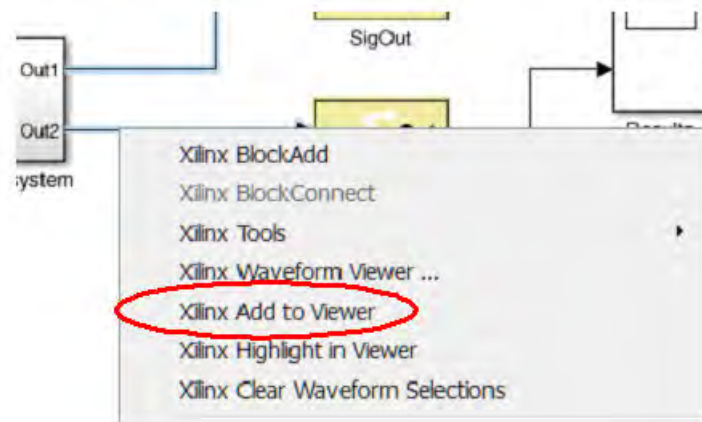 SigOut
Out1
Out2
ystem
Xilinx BlockAdd
Xilinx BlockConnect
Xilinx Tools
Xilinx Waveform Viewer ...
Xilinx Add to Viewer
Xilinx Highlight in Viewer
Xilinx Clear Waveform Selections